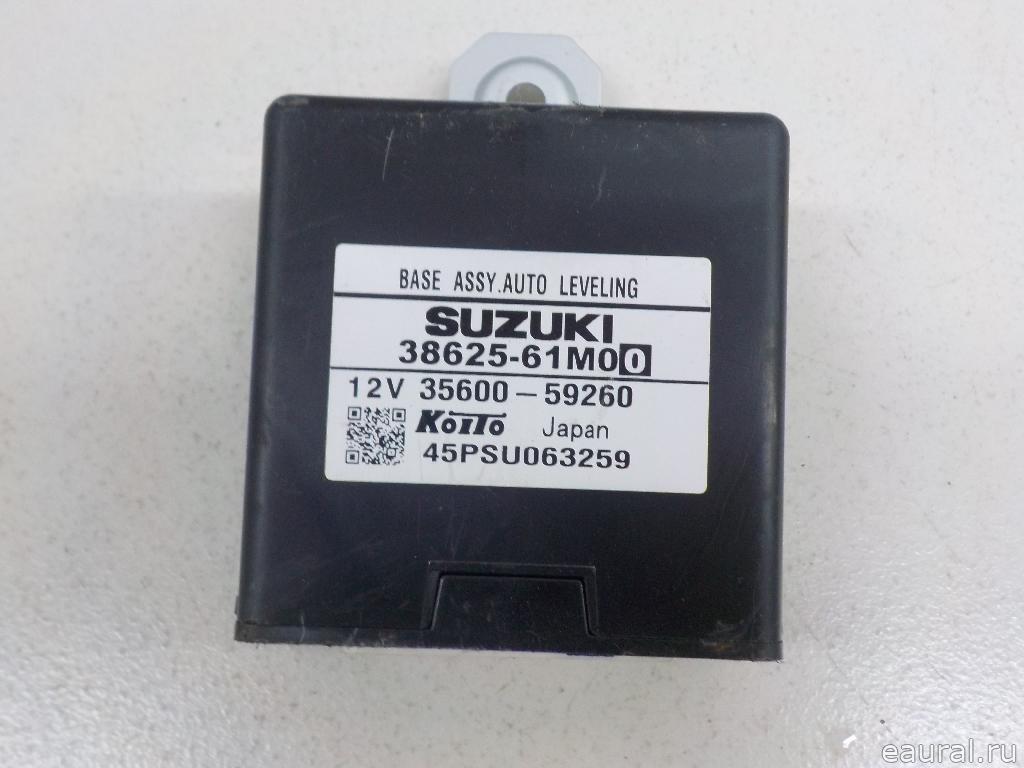 BASE ASSY.AUTO LEVELING
SUZUKI
38625-61M00
12V 35600-59260
KOITO Japan
45PSU063259
eaural.ru